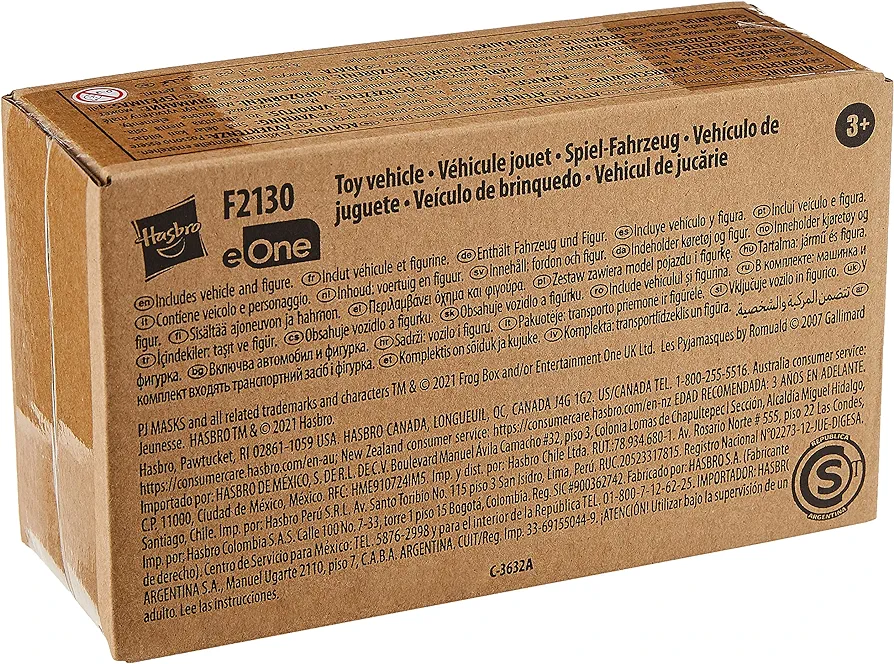 F2130
Hasbro
eOne
Toy vehicle • Véhicule jouet • Spiel-Fahrzeug • Vehículo de
juguete • Veículo de brinquedo • Vehicul de jucărie
3+
en Includes vehicle and figure. fr Inclut véhicule et figurine. de Enthält Fahrzeug und Figur. es Incluye vehículo y figura. pt Inclui veículo e figura.
it Contiene veicolo e personaggio. nl Inhoud: voertuig en figuur. sv Innehåll: fordon och figur. da Indeholder køretøj og figur. no Inneholder kjøretøy og
figur. fi Sisältää ajoneuvon ja hahmon. el Περιλαμβάνει όχημα και φιγούρα. pl Zestaw zawiera model pojazdu i figurkę. hu Tartalma: jármű és figura.
tr İçindekiler: taşıt ve figür. cs Obsahuje vozidlo a figurku. sk Obsahuje vozidlo a figúrku. ro Include vehiculul și figurina. ru В комплекте: машинка и
фигурка. bg Включва автомобил и фигурка. hr Sadrži: vozilo i figuru. lt Pakuotėje: transporto priemonė ir figurėlė. sl Vključuje vozilo in figurico. uk У
комплект входять транспортний засіб і фігурка. et Komplektis on sõiduk ja kujuke. lv Komplektā: transportlīdzeklis un figūra. ar تتضمن المركبة والشخصية.
PJ MASKS and all related trademarks and characters TM & © 2021 Frog Box and/or Entertainment One UK Ltd. Les Pyjamasques by Romuald © 2007 Gallimard
Jeunesse. HASBRO TM & © 2021 Hasbro.
Hasbro, Pawtucket, RI 02861-1059 USA. HASBRO CANADA, LONGUEUIL, QC, CANADA J4G 1G2. US/CANADA TEL. 1-800-255-5516. Australia consumer service:
https://consumercare.hasbro.com/en-au; New Zealand consumer service: https://consumercare.hasbro.com/en-nz EDAD RECOMENDADA: 3 AÑOS EN ADELANTE.
Importado por: HASBRO DE MÉXICO, S. DE R.L. DE C.V. Boulevard Manuel Ávila Camacho #32, piso 3, Colonia Lomas de Chapultepec I Sección, Alcaldía Miguel Hidalgo,
C.P. 11000, Ciudad de México, México. RFC: HME910724IM5. Imp. y dist. por: Hasbro Chile Ltda. RUT:78.934.680-1. Av. Rosario Norte # 555, piso 22 Las Condes,
Santiago, Chile. Imp. por: Hasbro Perú S.R.L. Av. Santo Toribio No. 115 piso 3 San Isidro, Lima, Perú. RUC:20523317815. Registro Nacional N°02273-12-JUE-DIGESA.
Imp. por: Hasbro Colombia S.A.S. Calle 100 No. 7-33, torre 1 piso 15 Bogotá, Colombia. Reg. SIC #900362742. Fabricado por: HASBRO S.A. (Fabricante
de derecho). Centro de Servicio para México: TEL. 5876-2998 y para el interior de la República TEL. 01-800-7-12-62-25. IMPORTADOR: HASBRO
ARGENTINA S.A., Manuel Ugarte 2110, piso 7, C.A.B.A. ARGENTINA. CUIT/Reg. Imp. 33-69155044-9. ¡ATENCIÓN! Utilizar bajo la supervisión de un
adulto. Lee las instrucciones.
REPUBLICA
S
ARGENTINA
C-3632A